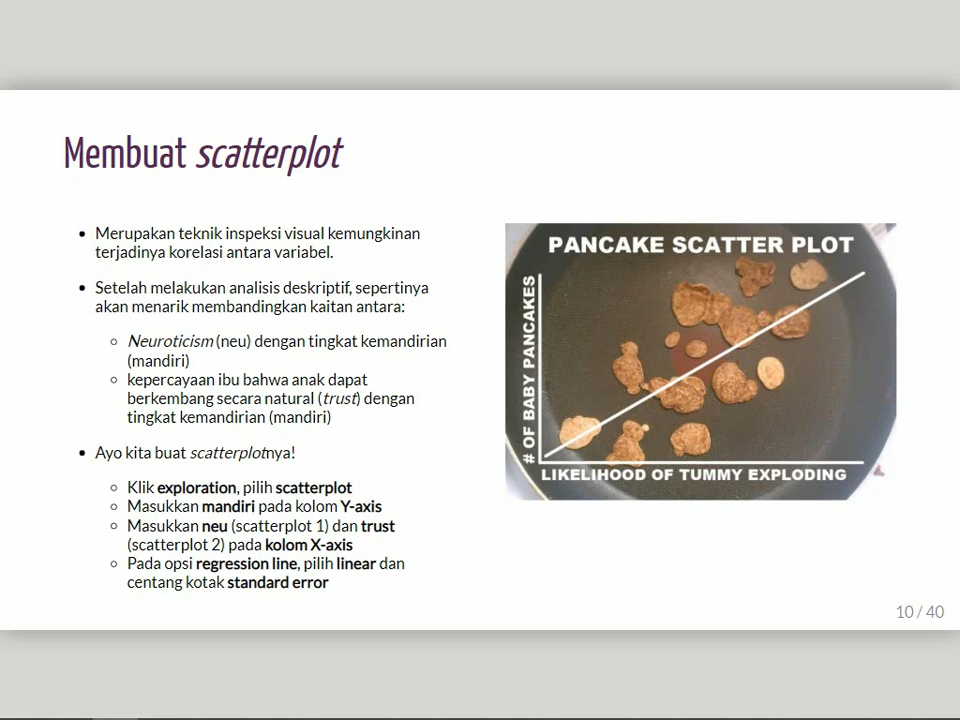 Membuat scatterplot
Merupakan teknik inspeksi visual kemungkinan
terjadinya korelasi antara variabel.
Setelah melakukan analisis deskriptif, sepertinya
akan menarik membandingkan kaitan antara:
Neuroticism (neu) dengan tingkat kemandirian
(mandiri)
kepercayaan ibu bahwa anak dapat
berkembang secara natural (trust) dengan
tingkat kemandirian (mandiri)
Ayo kita buat scatterplotnya!
Klik exploration, pilih scatterplot
Masukkan mandiri pada kolom Y-axis
Masukkan neu (scatterplot 1) dan trust
(scatterplot 2) pada kolom X-axis
Pada opsi regression line, pilih linear dan
centang kotak standard error
PANCAKE SCATTER PLOT
# OF BABY PANCAKES
LIKELIHOOD OF TUMMY EXPLODING
10 / 40